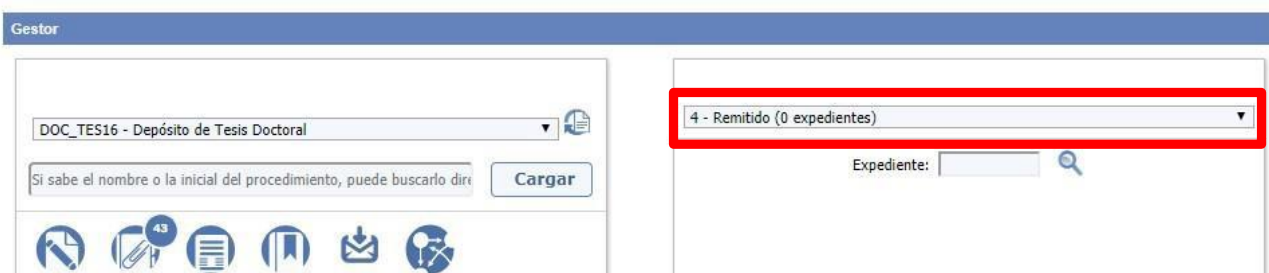 Gestor
DOC_TES16 - Depósito de Tesis Doctoral
Si sabe el nombre o la inicial del procedimiento, puede buscarlo dire
Cargar
43
4 - Remitido (0 expedientes)
Expediente: